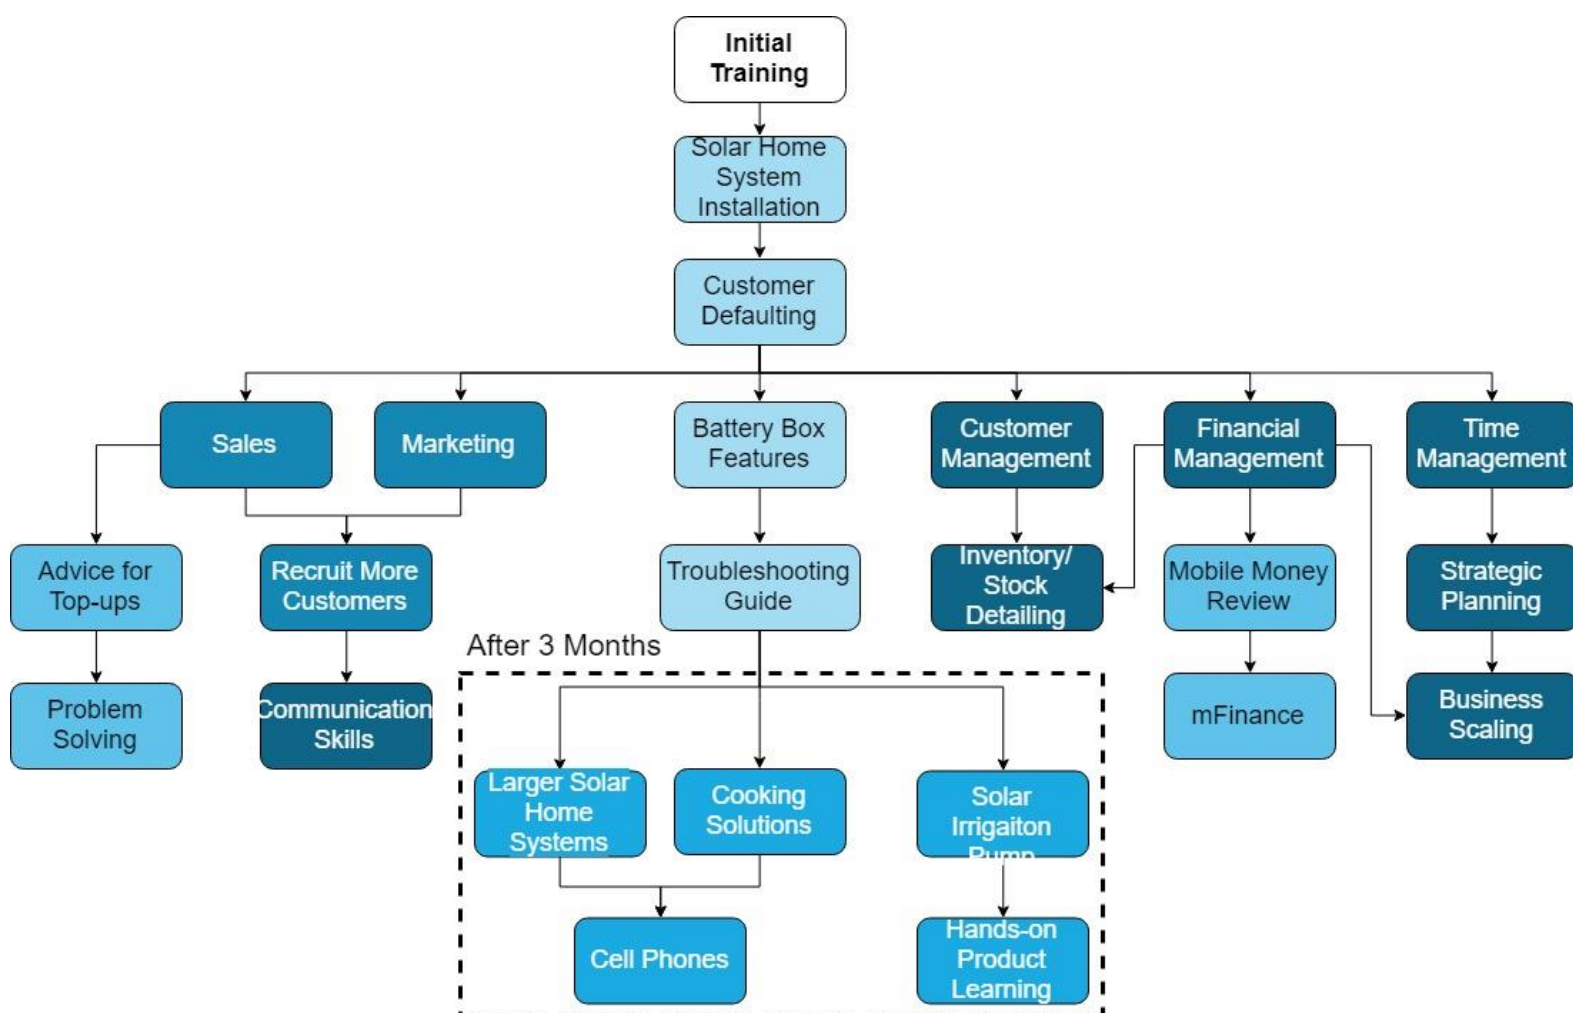 Initial
Training
Solar Home
System
Installation
Customer
Defaulting
Sales
Marketing
Battery Box
Features
Customer
Management
Financial
Management
Time
Management
Advice for
Top-ups
Recruit More
Customers
Troubleshooting
Guide
Inventory/
Stock
Detailing
Mobile Money
Review
Strategic
Planning
After 3 Months
Problem
Solving
Communication
Skills
mFinance
Business
Scaling
Larger Solar
Home
Systems
Cooking
Solutions
Solar
Irrigaiton
Pump
Cell Phones
Hands-on
Product
Learning